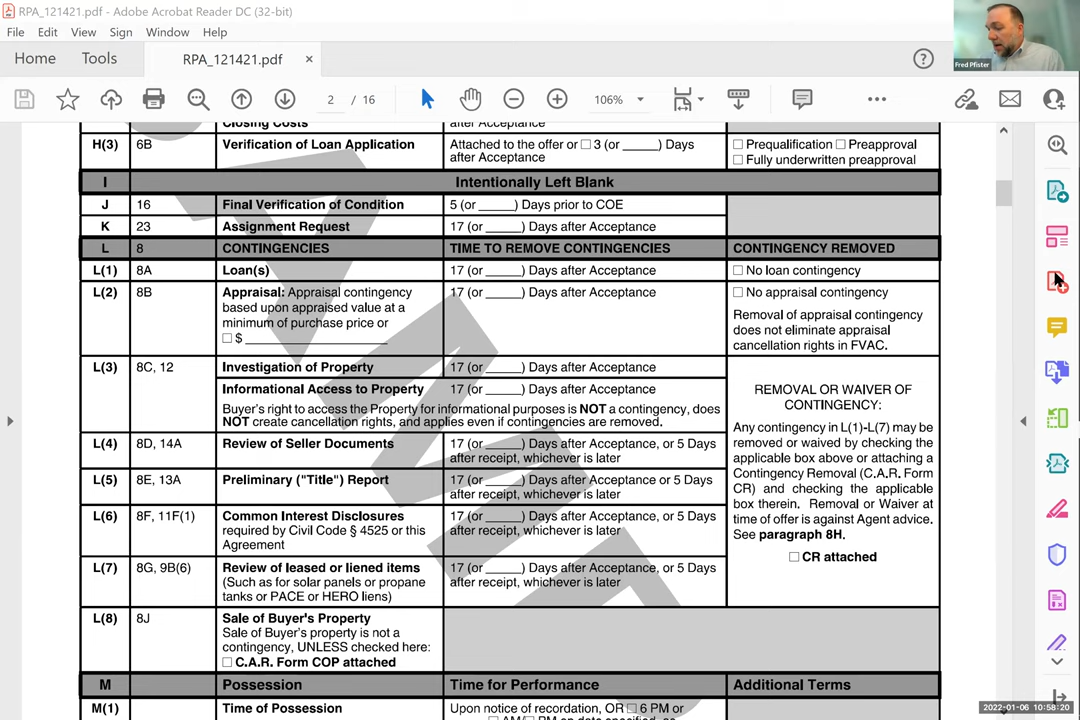 RPA_121421.pdf - Adobe Acrobat Reader DC (32-bit)
File Edit View Sign Window Help
Home Tools RPA_121421.pdf ×
2 / 16 106%
Fred Pfister
Closing Costs after Acceptance
H(3) 6B Verification of Loan Application Attached to the offer or ☐ 3 (or _____) Days ☐ Prequalification ☐ Preapproval
after Acceptance ☐ Fully underwritten preapproval
I Intentionally Left Blank
J 16 Final Verification of Condition 5 (or _____) Days prior to COE
K 23 Assignment Request 17 (or _____) Days after Acceptance
L 8 CONTINGENCIES TIME TO REMOVE CONTINGENCIES CONTINGENCY REMOVED
L(1) 8A Loan(s) 17 (or _____) Days after Acceptance ☐ No loan contingency
L(2) 8B Appraisal: Appraisal contingency 17 (or _____) Days after Acceptance ☐ No appraisal contingency
based upon appraised value at a
minimum of purchase price or
☐ $ ____________________
Removal of appraisal contingency
does not eliminate appraisal
cancellation rights in FVAC.
L(3) 8C, 12 Investigation of Property 17 (or _____) Days after Acceptance
Informational Access to Property 17 (or _____) Days after Acceptance
Buyer's right to access the Property for informational purposes is NOT a contingency, does
NOT create cancellation rights, and applies even if contingencies are removed.
REMOVAL OR WAIVER OF
CONTINGENCY:
Any contingency in L(1)-L(7) may be
removed or waived by checking the
applicable box above or attaching a
Contingency Removal (C.A.R. Form
CR) and checking the applicable
box therein. Removal or Waiver at
time of offer is against Agent advice.
See paragraph 8H.
☐ CR attached
L(4) 8D, 14A Review of Seller Documents 17 (or _____) Days after Acceptance, or 5 Days
after receipt, whichever is later
L(5) 8E, 13A Preliminary ("Title") Report 17 (or _____) Days after Acceptance or 5 Days
after receipt, whichever is later
L(6) 8F, 11F(1) Common Interest Disclosures 17 (or _____) Days after Acceptance, or 5 Days
required by Civil Code § 4525 or this after receipt, whichever is later
Agreement
L(7) 8G, 9B(6) Review of leased or liened items 17 (or _____) Days after Acceptance, or 5 Days
(Such as for solar panels or propane after receipt, whichever is later
tanks or PACE or HERO liens)
L(8) 8J Sale of Buyer's Property
Sale of Buyer's property is not a
contingency, UNLESS checked here:
☐ C.A.R. Form COP attached
M Possession Time for Performance Additional Terms
M(1) Time of Possession Upon notice of recordation, OR ☐ 6 PM or
2022-01-06 10:58:20